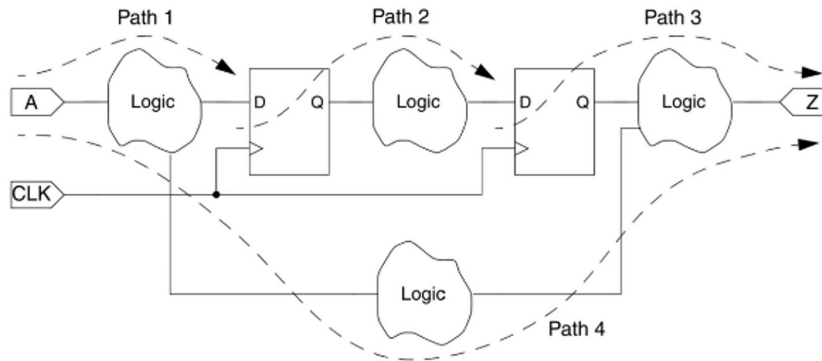 Path 1 Path 2 Path 3
A Logic D Q Logic D Q Logic Z
CLK
Logic
Path 4